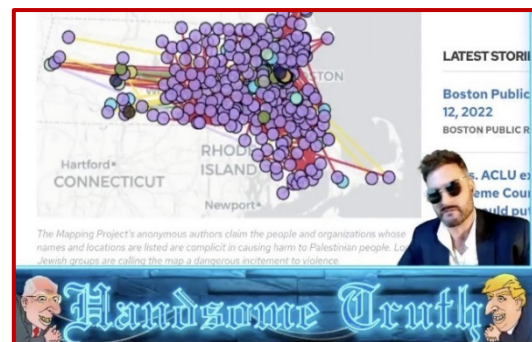 STON
LATEST STORI
Boston Public
12, 2022
BOSTON PUBLIC R
RHOD
ISLAND
Hartford
CONNECTICUT
s. ACLU ex
eme Cour
ould put
Newport
The Mapping Project's anonymous authors claim the people and organizations whose
names and locations are listed are complicit in causing harm to Palestinian people. Lo
Jewish groups are calling the map a dangerous incitement to violence.
Handsome Truth